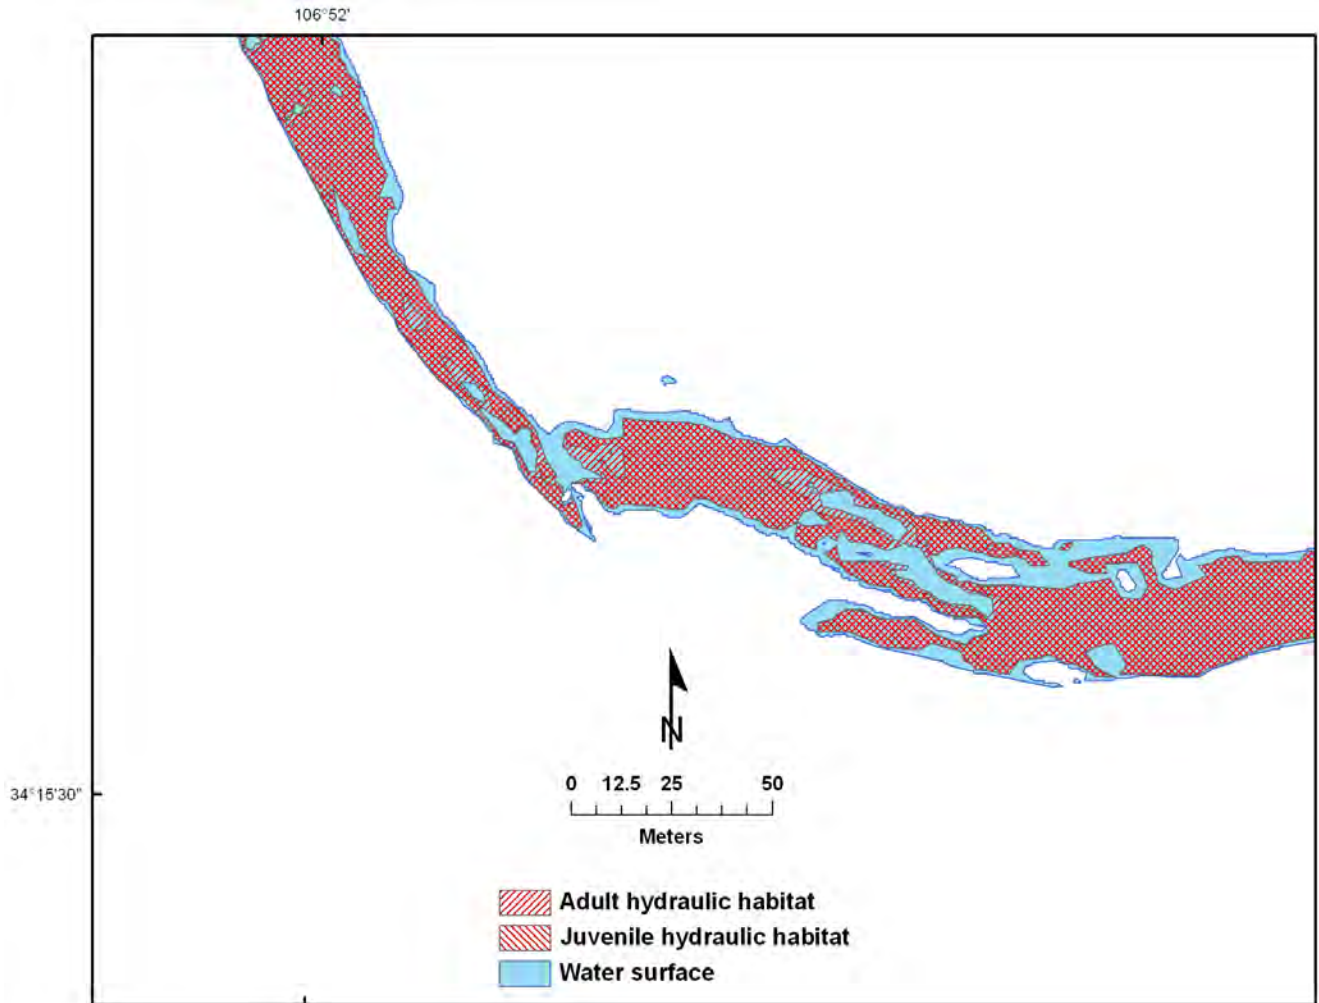 106°52'
34°15'30"
N
0 12.5 25 50
Meters
Adult hydraulic habitat
Juvenile hydraulic habitat
Water surface